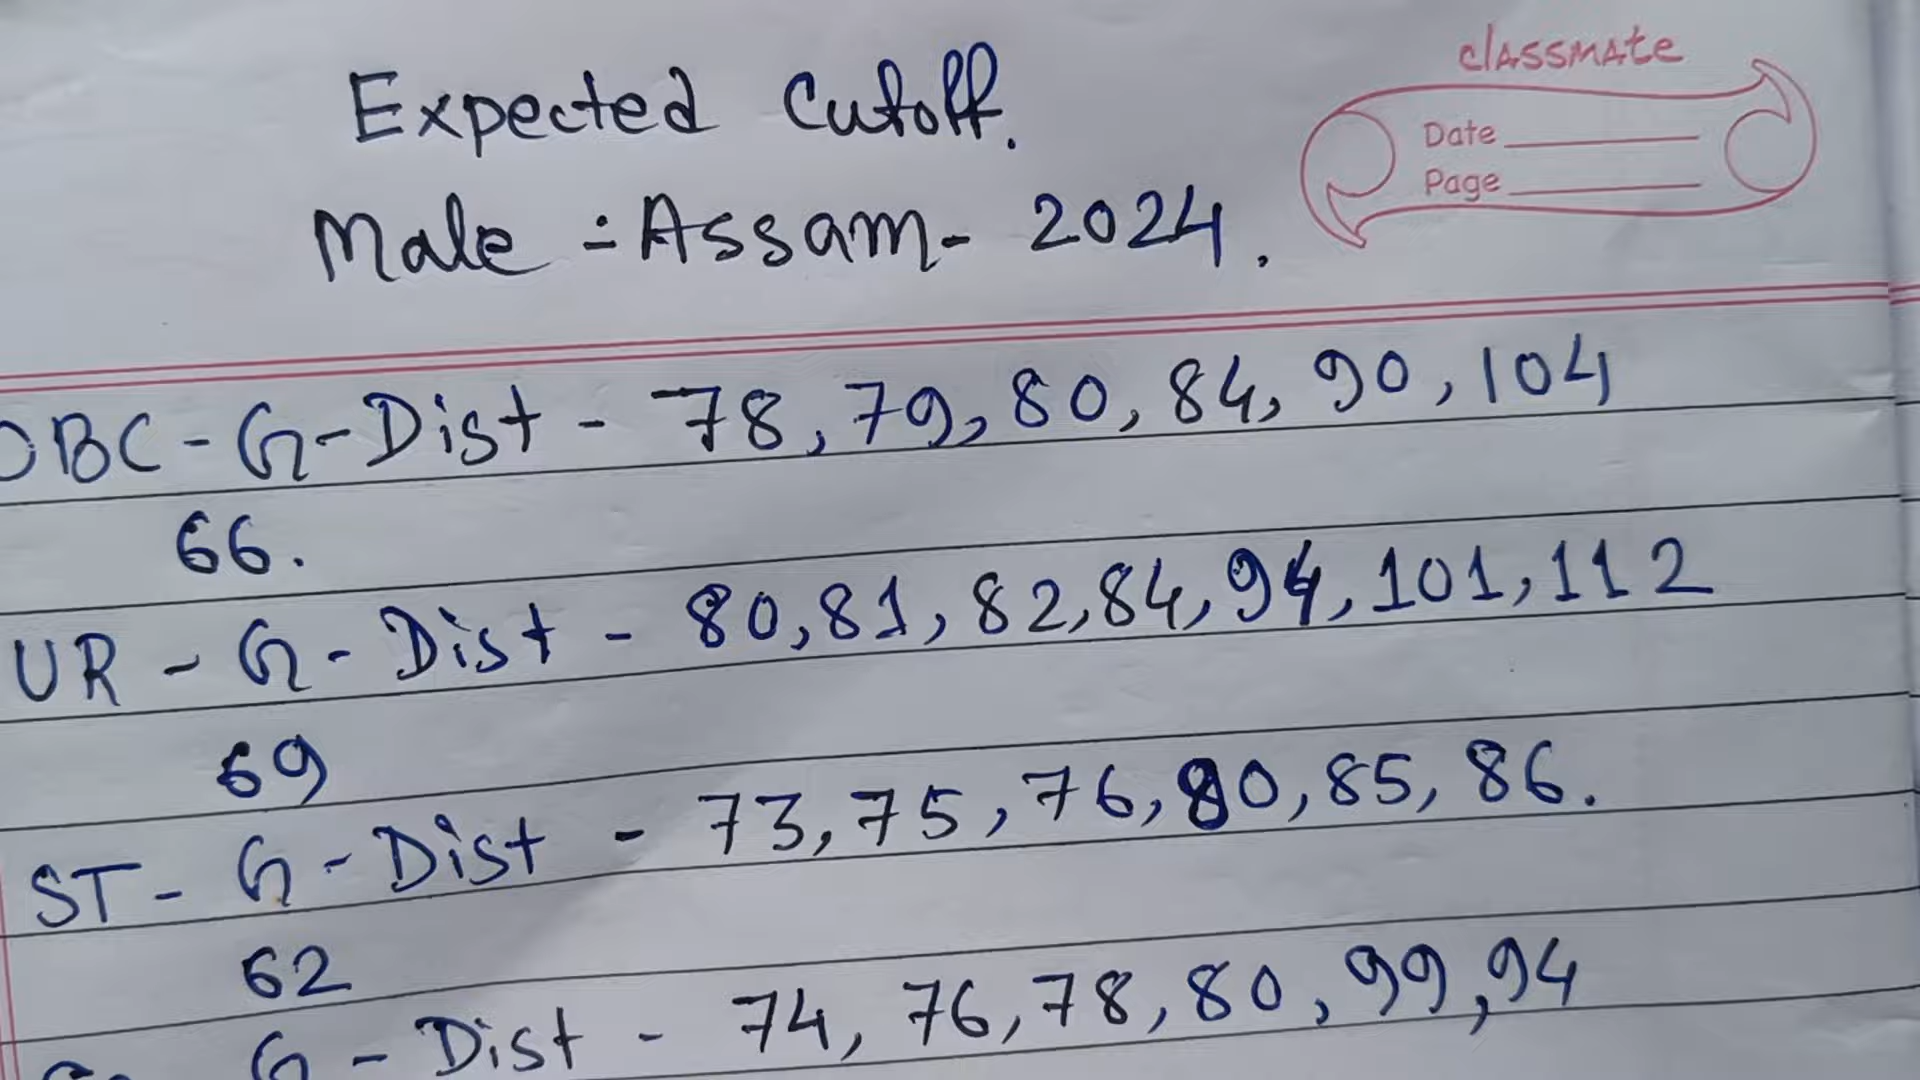 classmate
Date
Page
Expected Cutoff.
Male :- Assam - 2024.
OBC - G - Dist - 78, 79, 80, 84, 90, 104
66.
UR - G - Dist - 80, 81, 82, 84, 94, 101, 112
69
ST - G - Dist - 73, 75, 76, 80, 85, 86.
62
G - Dist - 74, 76, 78, 80, 99, 94